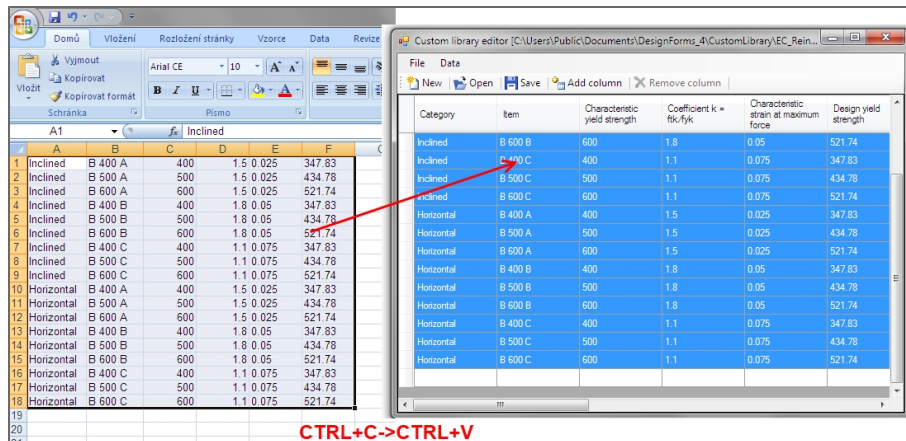 Domů Vložení Rozložení stránky Vzorce Data Revize
Vložit
Vyjmout
Kopírovat
Kopírovat formát
Schránka
Arial CE 10
B I U
Písmo
A1 fx Inclined
A B C D E F
1 Inclined B 400 A 400 1.5 0.025 347.83
2 Inclined B 500 A 500 1.5 0.025 434.78
3 Inclined B 600 A 600 1.5 0.025 521.74
4 Inclined B 400 B 400 1.8 0.05 347.83
5 Inclined B 500 B 500 1.8 0.05 434.78
6 Inclined B 600 B 600 1.8 0.05 521.74
7 Inclined B 400 C 400 1.1 0.075 347.83
8 Inclined B 500 C 500 1.1 0.075 434.78
9 Inclined B 600 C 600 1.1 0.075 521.74
10 Horizontal B 400 A 400 1.5 0.025 347.83
11 Horizontal B 500 A 500 1.5 0.025 434.78
12 Horizontal B 600 A 600 1.5 0.025 521.74
13 Horizontal B 400 B 400 1.8 0.05 347.83
14 Horizontal B 500 B 500 1.8 0.05 434.78
15 Horizontal B 600 B 600 1.8 0.05 521.74
16 Horizontal B 400 C 400 1.1 0.075 347.83
17 Horizontal B 500 C 500 1.1 0.075 434.78
18 Horizontal B 600 C 600 1.1 0.075 521.74
19
20
Custom library editor [C:\Users\Public\Documents\DesignForms_4\CustomLibrary\EC_Rein...
File Data
New Open Save Add column Remove column
Category Item Characteristic yield strength Coefficient k = ftk/fyk Characteristic strain at maximum force Design yield strength
Inclined B 600 B 600 1.8 0.05 521.74
Inclined B 400 C 400 1.1 0.075 347.83
Inclined B 500 C 500 1.1 0.075 434.78
Inclined B 600 C 600 1.1 0.075 521.74
Horizontal B 400 A 400 1.5 0.025 347.83
Horizontal B 500 A 500 1.5 0.025 434.78
Horizontal B 600 A 600 1.5 0.025 521.74
Horizontal B 400 B 400 1.8 0.05 347.83
Horizontal B 500 B 500 1.8 0.05 434.78
Horizontal B 600 B 600 1.8 0.05 521.74
Horizontal B 400 C 400 1.1 0.075 347.83
Horizontal B 500 C 500 1.1 0.075 434.78
Horizontal B 600 C 600 1.1 0.075 521.74
CTRL+C->CTRL+V